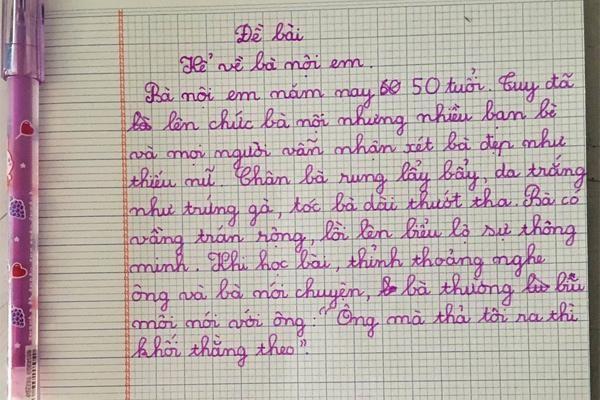 Đề bài
Kể về bà nội em.
Bà nội em năm nay 60 50 tuổi. Tuy đã
là lên chức bà nội nhưng nhiều bạn bè
và mọi người vẫn nhận xét bà đẹp như
thiếu nữ. Chân bà rung lẩy bẩy, da trắng
như trứng gà, tóc bà dài thướt tha. Bà có
vầng trán rộng, lồi lên biểu lộ sự thông
minh. Khi học bài, thỉnh thoảng nghe
ông và bà nói chuyện, bà thường bĩu
môi nói với ông: "Ông mà thả tôi ra thì
khối thằng theo".